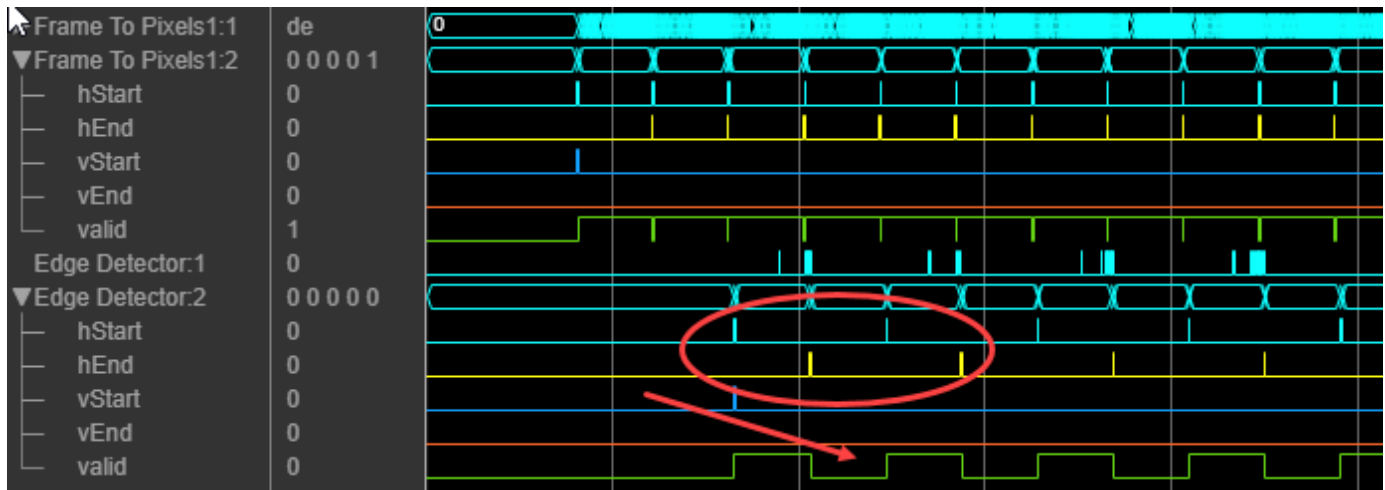 Frame To Pixels1:1 de 0
Frame To Pixels1:2 0 0 0 0 1
hStart 0
hEnd 0
vStart 0
vEnd 0
valid 1
Edge Detector:1 0
Edge Detector:2 0 0 0 0 0
hStart 0
hEnd 0
vStart 0
vEnd 0
valid 0